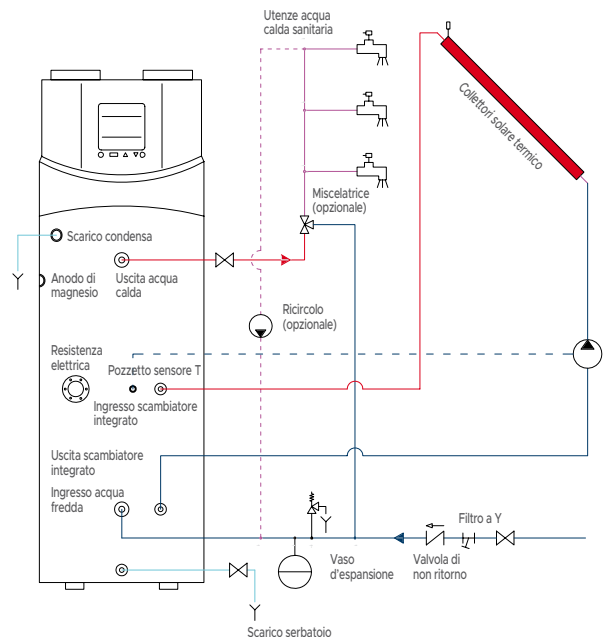 Utenze acqua
calda sanitaria
Collettori solare termico
Miscelatrice
(opzionale)
Scarico condensa
Anodo di
magnesio
Uscita acqua
calda
Ricircolo
(opzionale)
Resistenza
elettrica
Pozzetto sensore T
Ingresso scambiatore
integrato
Uscita scambiatore
integrato
Ingresso acqua
fredda
Filtro a Y
Vaso
d'espansione
Valvola di
non ritorno
Scarico serbatoio